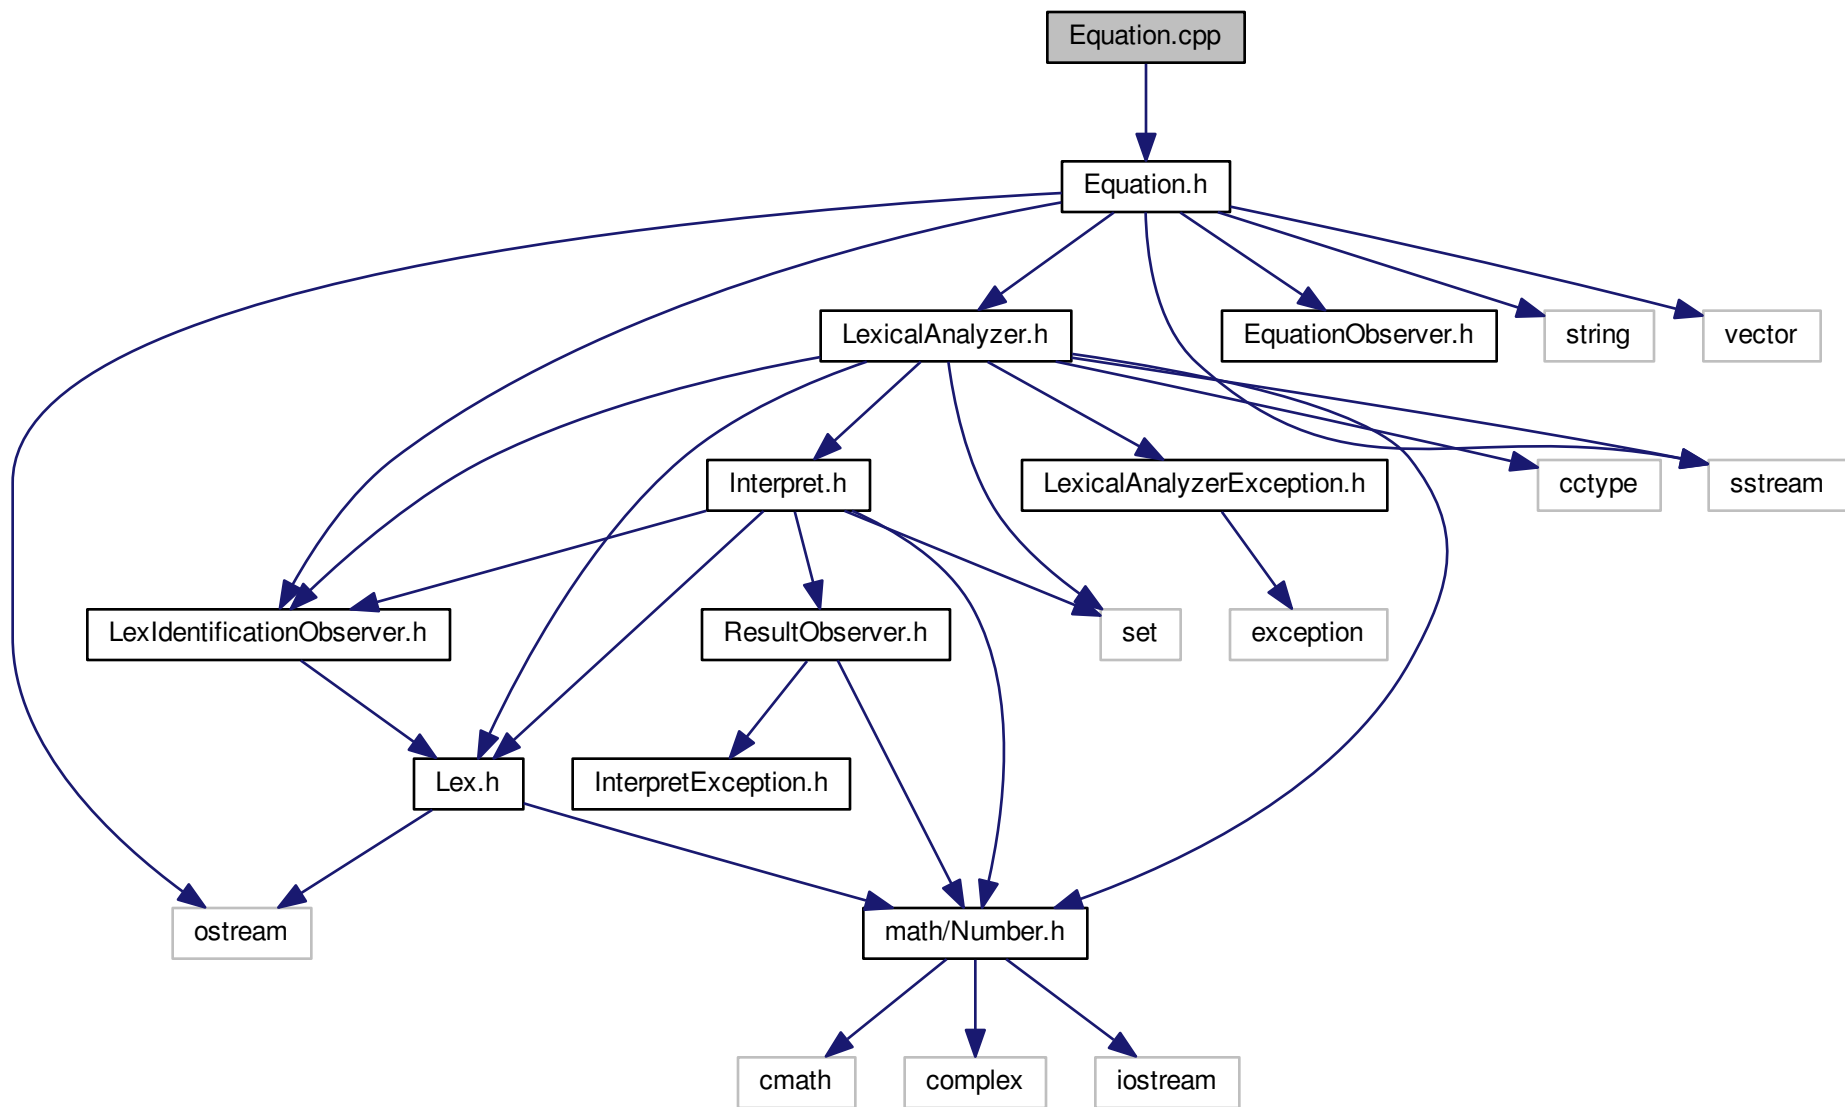 Equation.cpp
Equation.h
LexicalAnalyzer.h
EquationObserver.h
string
vector
Interpret.h
LexicalAnalyzerException.h
cctype
sstream
LexIdentificationObserver.h
ResultObserver.h
set
exception
Lex.h
InterpretException.h
ostream
math/Number.h
cmath
complex
iostream